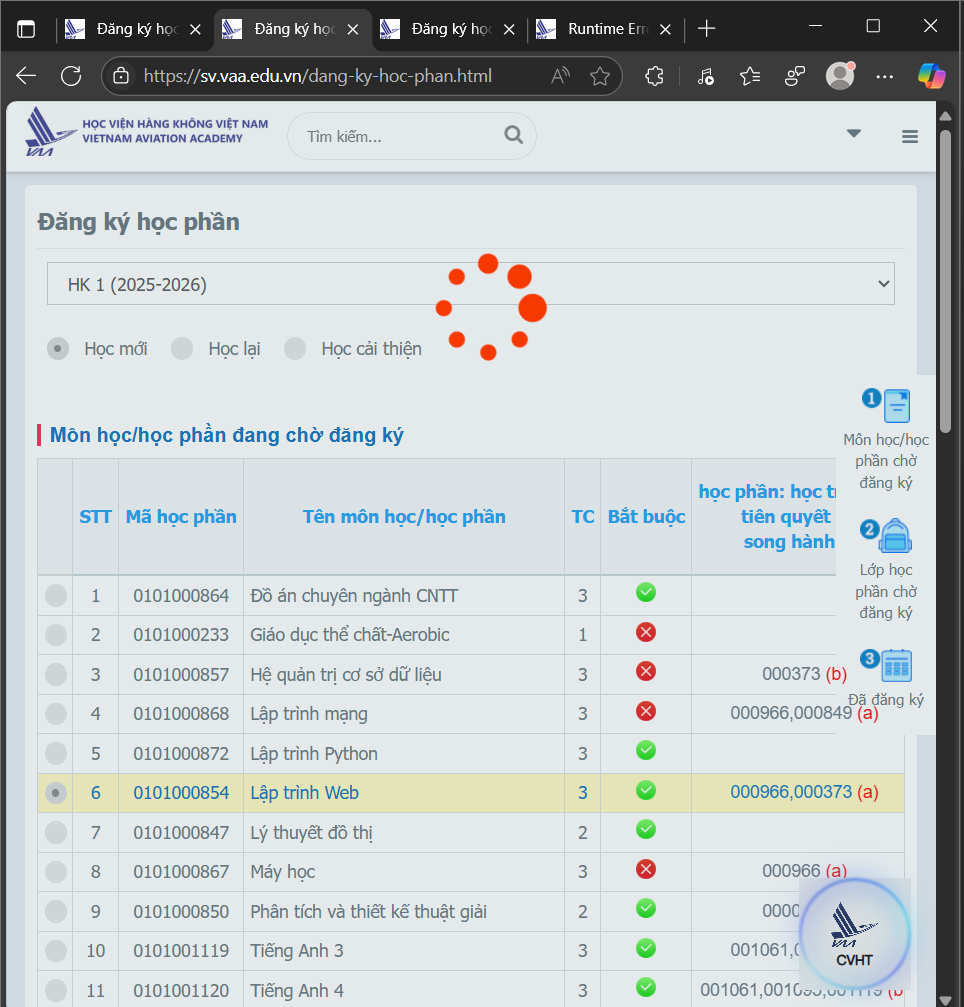 Đăng ký học
Đăng ký học
Đăng ký học
Runtime Err
https://sv.vaa.edu.vn/dang-ky-hoc-phan.html
HỌC VIỆN HÀNG KHÔNG VIỆT NAM
VIETNAM AVIATION ACADEMY
VAA
Tìm kiếm...
Đăng ký học phần
HK 1 (2025-2026)
Học mới Học lại Học cải thiện
Môn học/học phần đang chờ đăng ký
STT Mã học phần Tên môn học/học phần TC Bắt buộc
học phần: học
tiên quyết
song hành
1 0101000864 Đồ án chuyên ngành CNTT 3
2 0101000233 Giáo dục thể chất-Aerobic 1
3 0101000857 Hệ quản trị cơ sở dữ liệu 3 000373 (b)
4 0101000868 Lập trình mạng 3 000966,000849 (a)
5 0101000872 Lập trình Python 3
6 0101000854 Lập trình Web 3 000966,000373 (a)
7 0101000847 Lý thuyết đồ thị 2
8 0101000867 Máy học 3 000966 (a)
9 0101000850 Phân tích và thiết kế thuật giải 2
10 0101001119 Tiếng Anh 3 3 001061,
11 0101001120 Tiếng Anh 4 3 001061,001095,001119 (b
1
Môn học/học
phần chờ
đăng ký
2
Lớp học
phần chờ
đăng ký
3
Đã đăng ký
VAA
CVHT